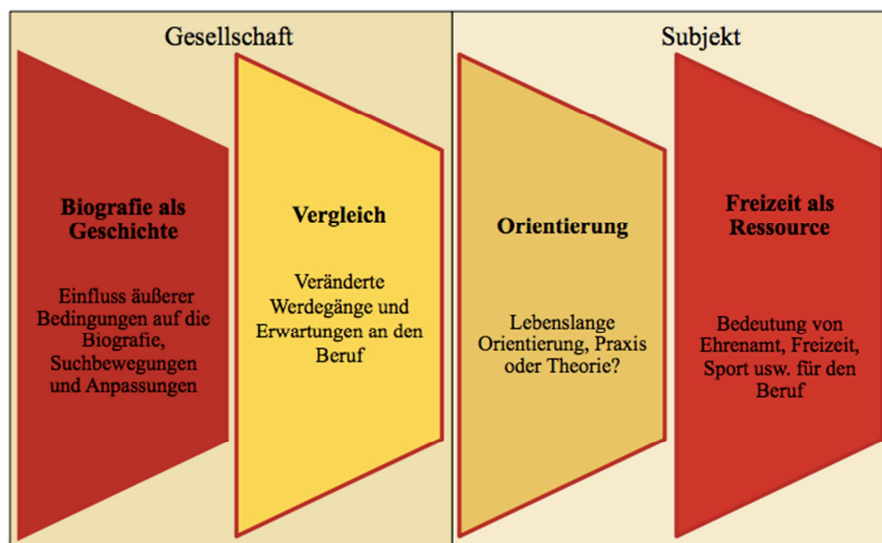 Gesellschaft
Subjekt
Biografie als
Geschichte
Einfluss äußerer
Bedingungen auf die
Biografie,
Suchbewegungen
und Anpassungen
Vergleich
Veränderte
Werdegänge und
Erwartungen an den
Beruf
Orientierung
Lebenslange
Orientierung, Praxis
oder Theorie?
Freizeit als
Ressource
Bedeutung von
Ehrenamt, Freizeit,
Sport usw. für den
Beruf